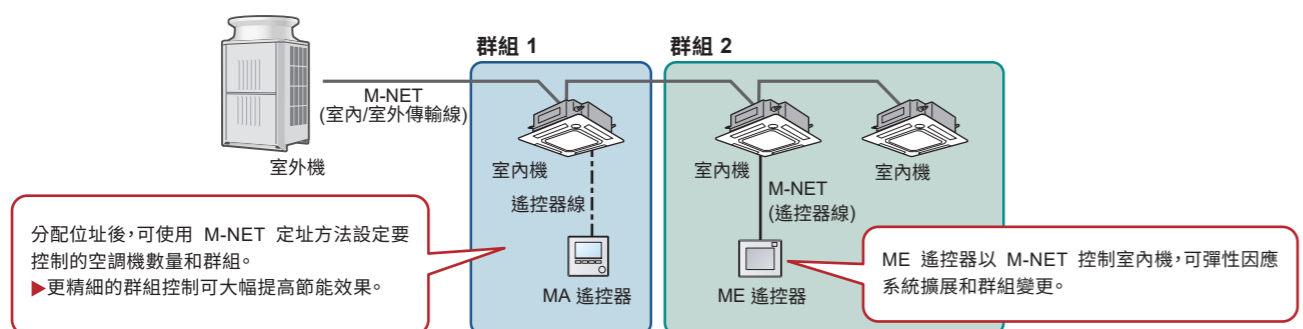 群組 1
群組 2
M-NET
(室內/室外傳輸線)
室外機
室內機
遙控器線
MA 遙控器
室內機
M-NET
(遙控器線)
ME 遙控器
室內機
分配位址後，可使用 M-NET 定址方法設定要
控制的空調機數量和群組。
▶更精細的群組控制可大幅提高節能效果。
ME 遙控器以 M-NET 控制室內機，可彈性因應
系統擴展和群組變更。